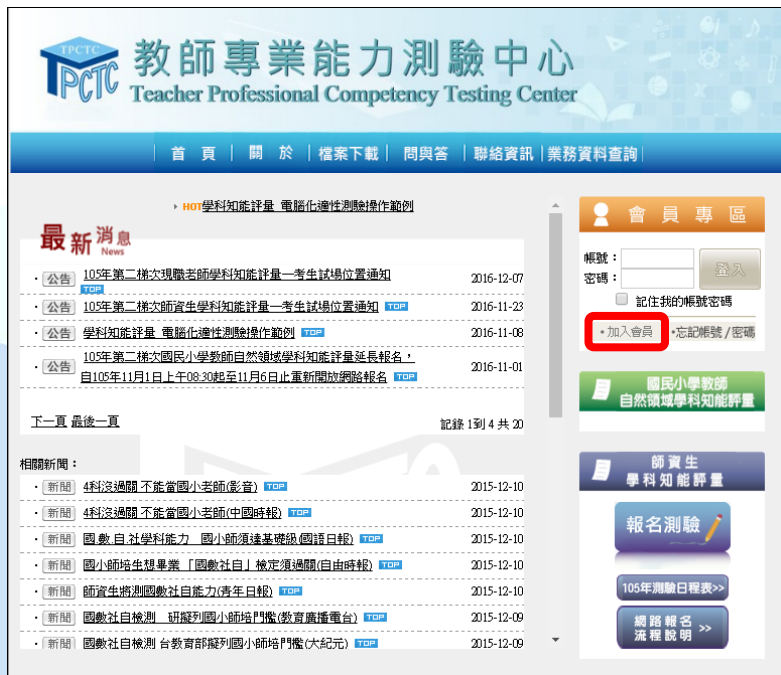 TPCTC
TPCTC
教師專業能力測驗中心
Teacher Professional Competency Testing Center
首 頁 | 關 於 | 檔案下載 | 問與答 | 聯絡資訊 | 業務資料查詢
HOT學科知能評量 電腦化適性測驗操作範例
最新消息
News
公告 105年第二梯次現職老師學科知能評量—考生試場位置通知 2016-12-07
TOP
公告 105年第二梯次師資生學科知能評量—考生試場位置通知 TOP 2016-11-23
公告 學科知能評量 電腦化適性測驗操作範例 TOP 2016-11-08
公告 105年第二梯次國民小學教師自然領域學科知能評量延長報名， 2016-11-01
自105年11月1日上午08:30起至11月6日止重新開放網路報名 TOP
下一頁 最後一頁 記錄 1到 4 共 20
相關新聞：
新聞 4科沒過關 不能當國小老師(影音) TOP 2015-12-10
新聞 4科沒過關 不能當國小老師(中國時報) TOP 2015-12-10
新聞 國.數.自.社學科能力 國小師須達基礎級(國語日報) TOP 2015-12-10
新聞 國小師培生想畢業 「國數社自」檢定須過關(自由時報) TOP 2015-12-10
新聞 師資生將測國數社自能力(青年日報) TOP 2015-12-10
新聞 國數社自檢測 研擬列國小師培門檻(教育廣播電台) TOP 2015-12-09
新聞 國數社自檢測 台教育部擬列國小師培門檻(大紀元) TOP 2015-12-09
會員專區
帳號：
密碼：
登入
記住我的帳號密碼
•加入會員 •忘記帳號/密碼
國民小學教師
自然領域學科知能評量
師資生
學科知能評量
報名測驗
105年測驗日程表>>
網路報名
流程說明 >>